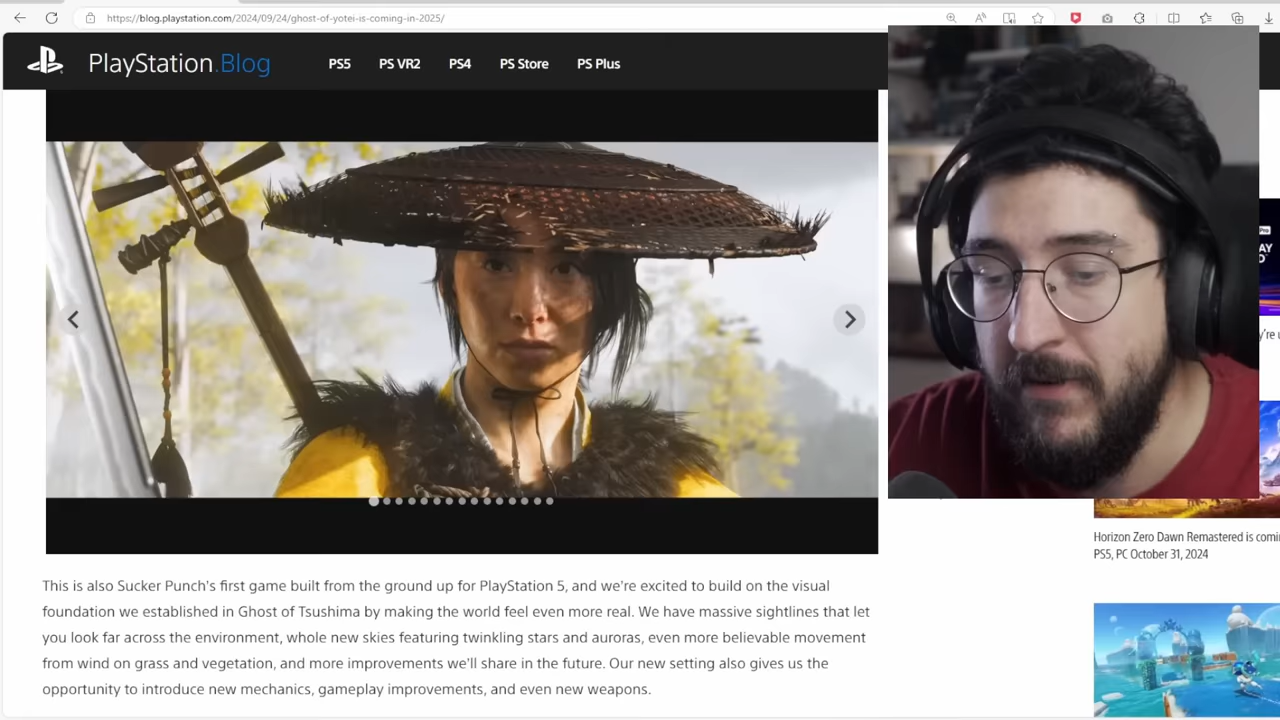 https://blog.playstation.com/2024/09/24/ghost-of-yotei-is-coming-in-2025/
PlayStation.Blog
PS5 PS VR2 PS4 PS Store PS Plus
This is also Sucker Punch's first game built from the ground up for PlayStation 5, and we're excited to build on the visual
foundation we established in Ghost of Tsushima by making the world feel even more real. We have massive sightlines that let
you look far across the environment, whole new skies featuring twinkling stars and auroras, even more believable movement
from wind on grass and vegetation, and more improvements we'll share in the future. Our new setting also gives us the
opportunity to introduce new mechanics, gameplay improvements, and even new weapons.
Horizon Zero Dawn Remastered is
PS5, PC October 31, 2024